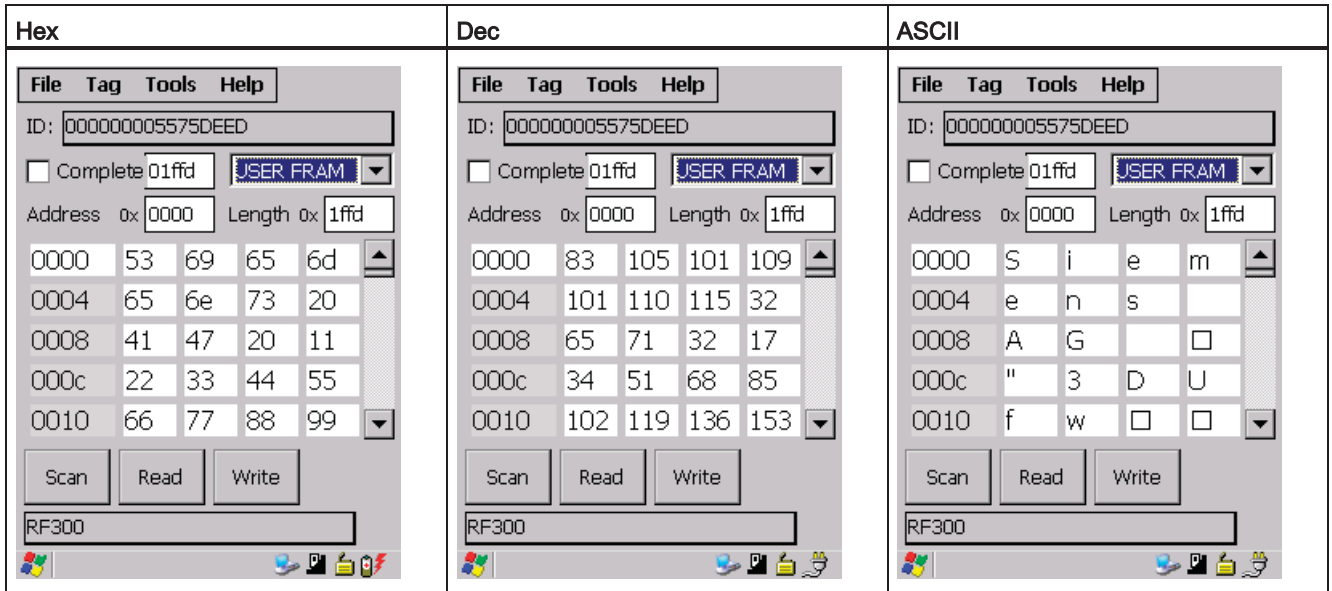 Hex Dec ASCII
File Tag Tools Help
ID: 000000005575DEED
Complete 01ffd USER FRAM
Address 0x 0000 Length 0x 1ffd
0000 53 69 65 6d
0004 65 6e 73 20
0008 41 47 20 11
000c 22 33 44 55
0010 66 77 88 99
Scan Read Write
RF300
File Tag Tools Help
ID: 000000005575DEED
Complete 01ffd USER FRAM
Address 0x 0000 Length 0x 1ffd
0000 83 105 101 109
0004 101 110 115 32
0008 65 71 32 17
000c 34 51 68 85
0010 102 119 136 153
Scan Read Write
RF300
File Tag Tools Help
ID: 000000005575DEED
Complete 01ffd USER FRAM
Address 0x 0000 Length 0x 1ffd
0000 S i e m
0004 e n s
0008 A G □
000c " 3 D U
0010 f w □ □
Scan Read Write
RF300